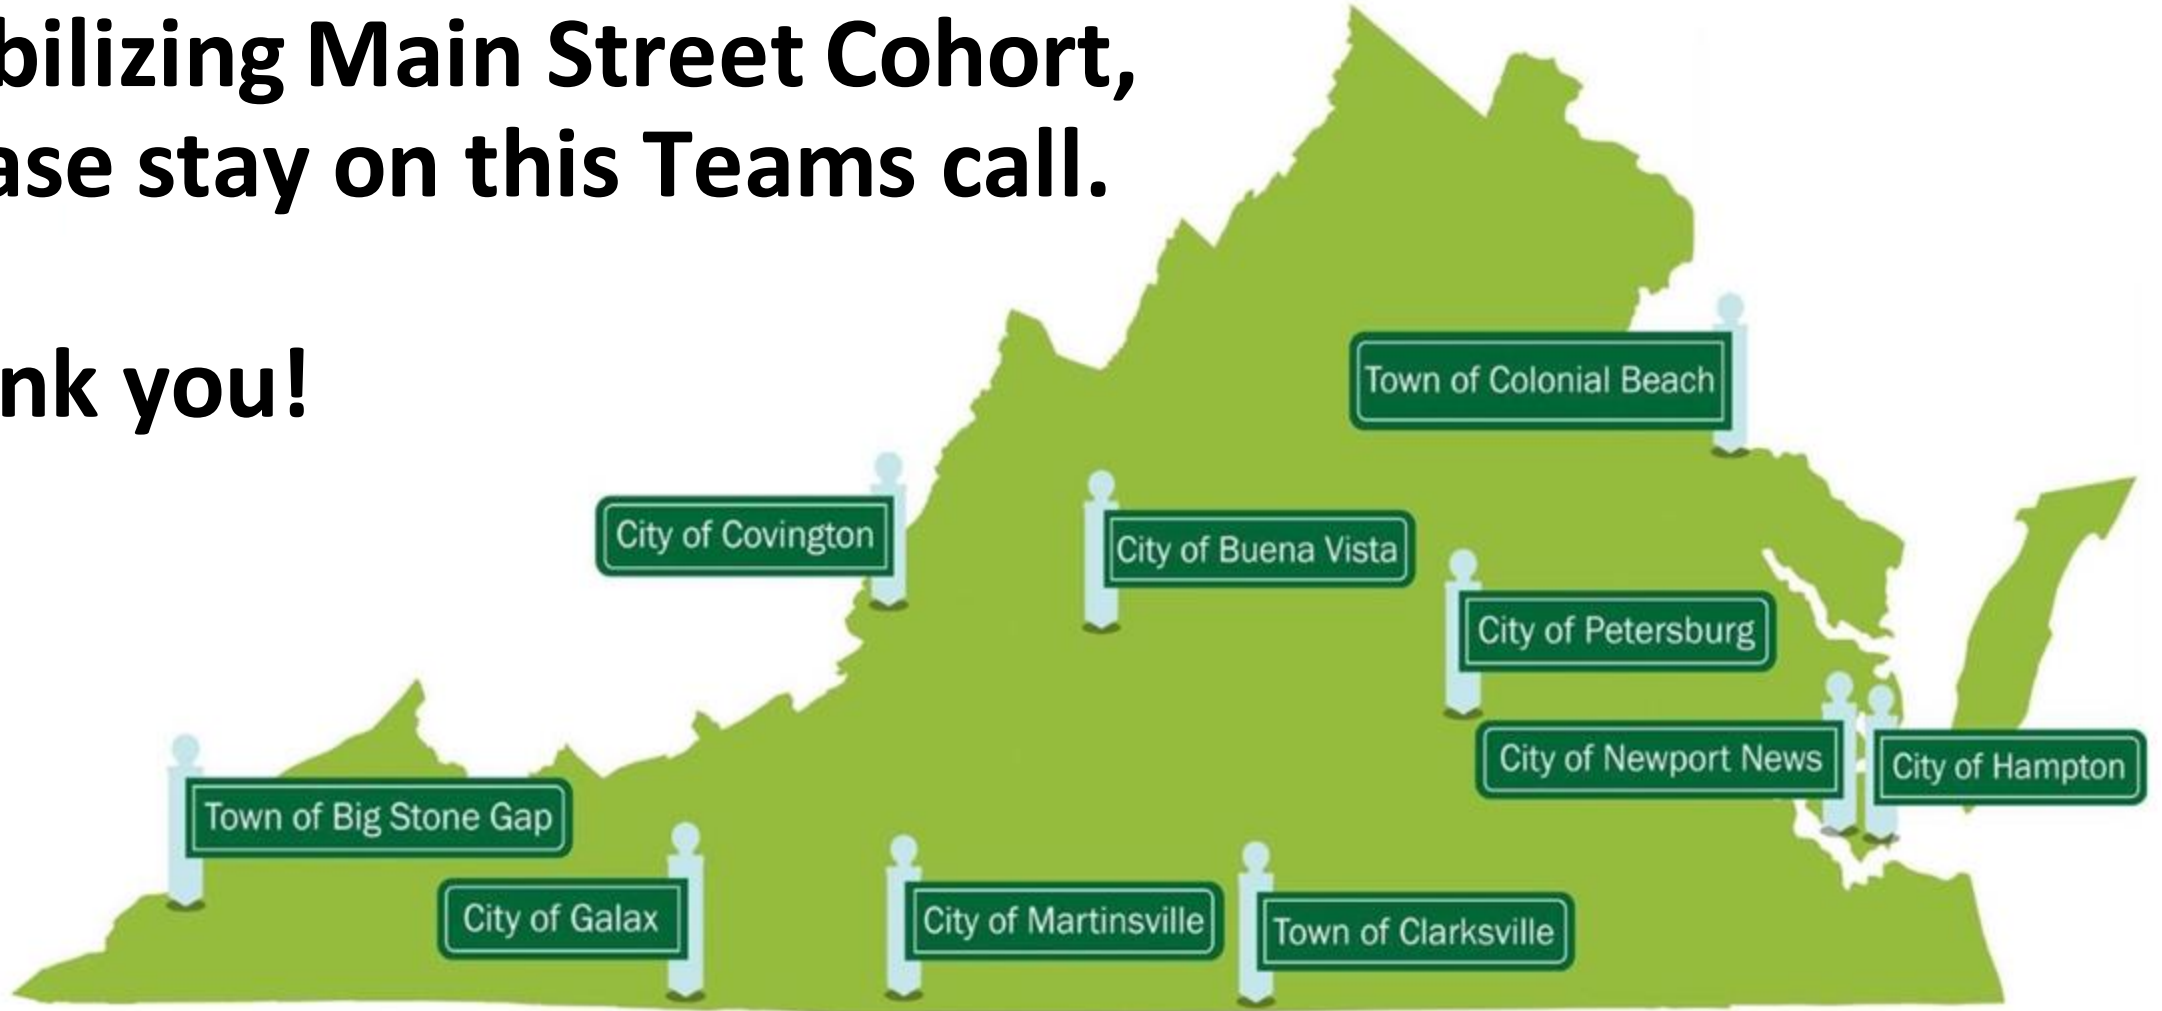 bilizing Main Street Cohort,
ase stay on this Teams call.
nk you!
Town of Colonial Beach
City of Covington
City of Buena Vista
City of Petersburg
City of Newport News
City of Hampton
Town of Big Stone Gap
City of Galax
City of Martinsville
Town of Clarksville